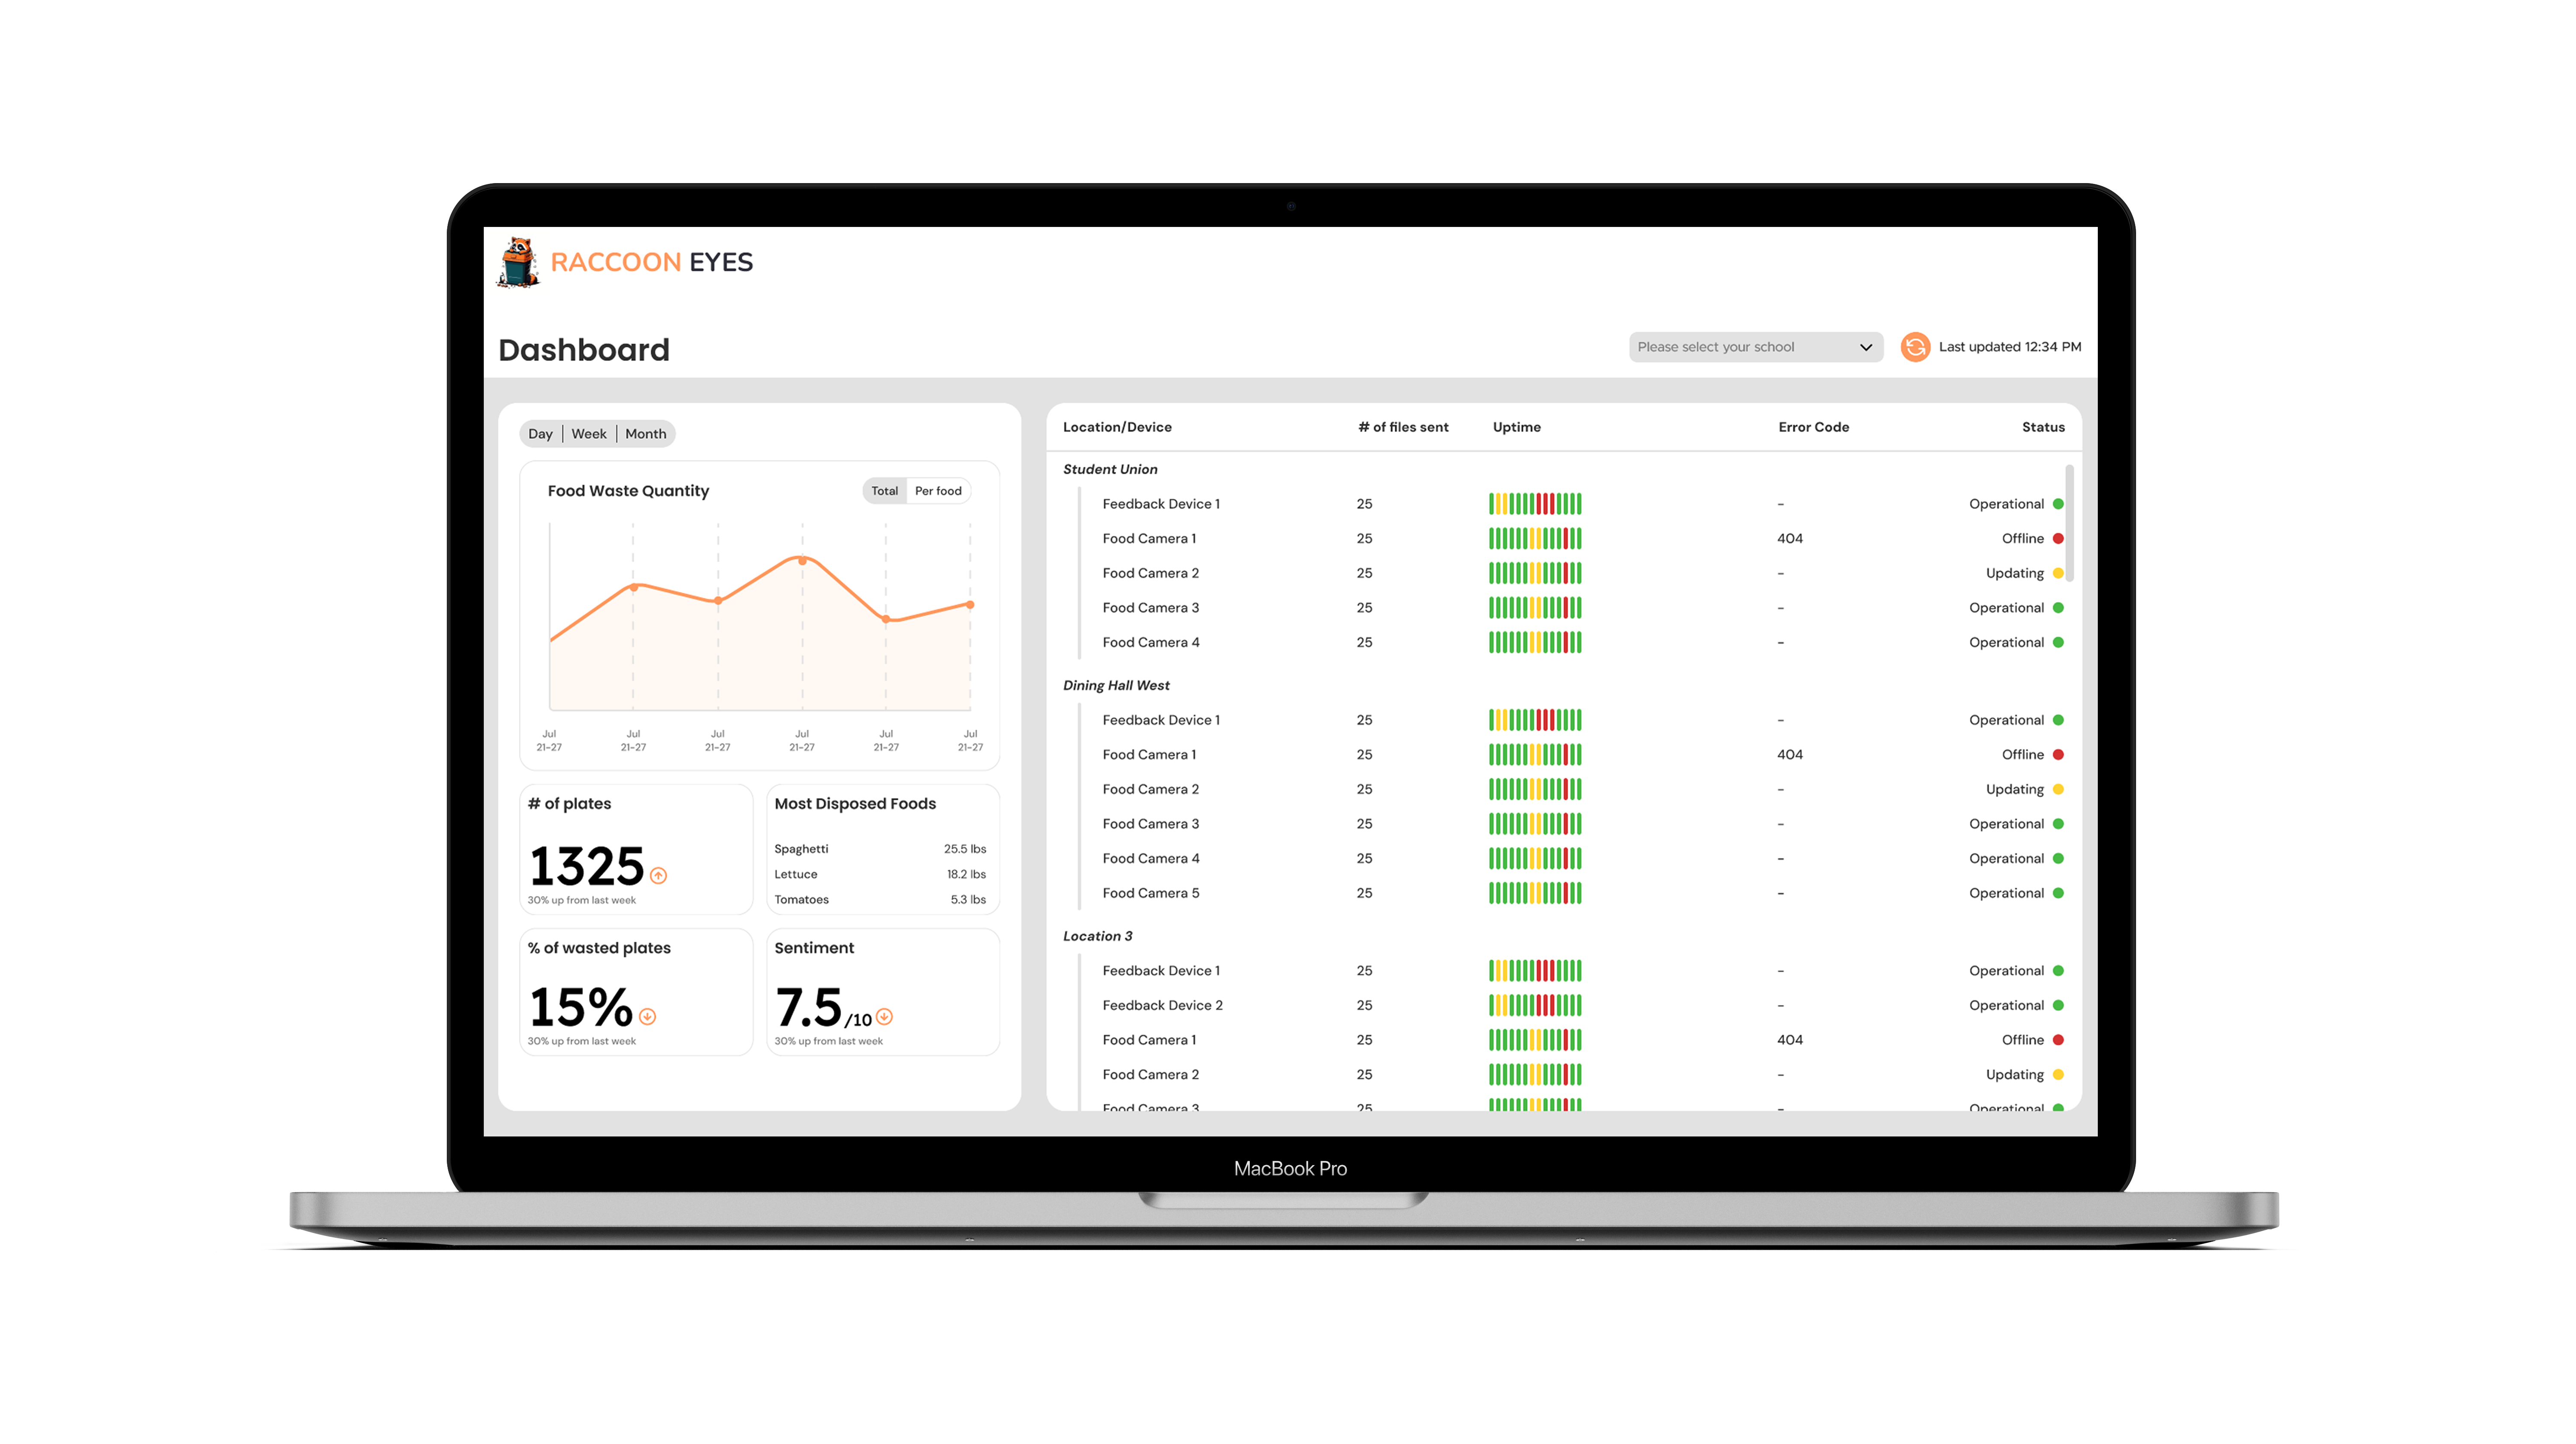 RACCOON EYES
Dashboard
Please select your school
Last updated 12:34 PM
Day | Week | Month
Food Waste Quantity
Total Per food
Jul Jul Jul Jul Jul Jul
21-27 21-27 21-27 21-27 21-27 21-27
# of plates
1325
30% up from last week
Most Disposed Foods
Spaghetti 25.5 lbs
Lettuce 18.2 lbs
Tomatoes 5.3 lbs
% of wasted plates
15%
30% up from last week
Sentiment
7.5/10
30% up from last week
Location/Device # of files sent Uptime Error Code Status
Student Union
Feedback Device 1 25 - Operational
Food Camera 1 25 404 Offline
Food Camera 2 25 - Updating
Food Camera 3 25 - Operational
Food Camera 4 25 - Operational
Dining Hall West
Feedback Device 1 25 - Operational
Food Camera 1 25 404 Offline
Food Camera 2 25 - Updating
Food Camera 3 25 - Operational
Food Camera 4 25 - Operational
Food Camera 5 25 - Operational
Location 3
Feedback Device 1 25 - Operational
Feedback Device 2 25 - Operational
Food Camera 1 25 404 Offline
Food Camera 2 25 - Updating
Food Camera 3 25 - Operational
MacBook Pro